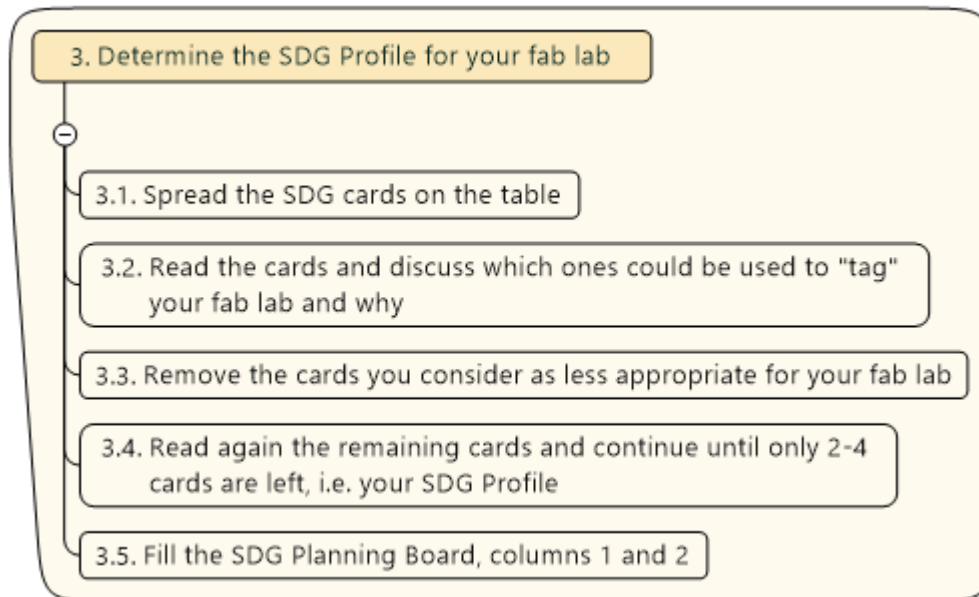 3. Determine the SDG Profile for your fab lab
3.1. Spread the SDG cards on the table
3.2. Read the cards and discuss which ones could be used to "tag"
your fab lab and why
3.3. Remove the cards you consider as less appropriate for your fab lab
3.4. Read again the remaining cards and continue until only 2-4
cards are left, i.e. your SDG Profile
3.5. Fill the SDG Planning Board, columns 1 and 2